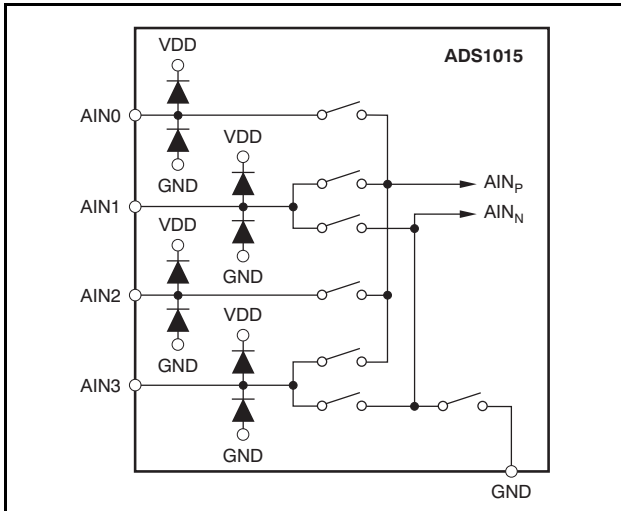 VDD
ADS1015
AIN0
VDD
GND
AINP
AIN1
AINN
VDD
GND
AIN2
VDD
GND
AIN3
GND
GND